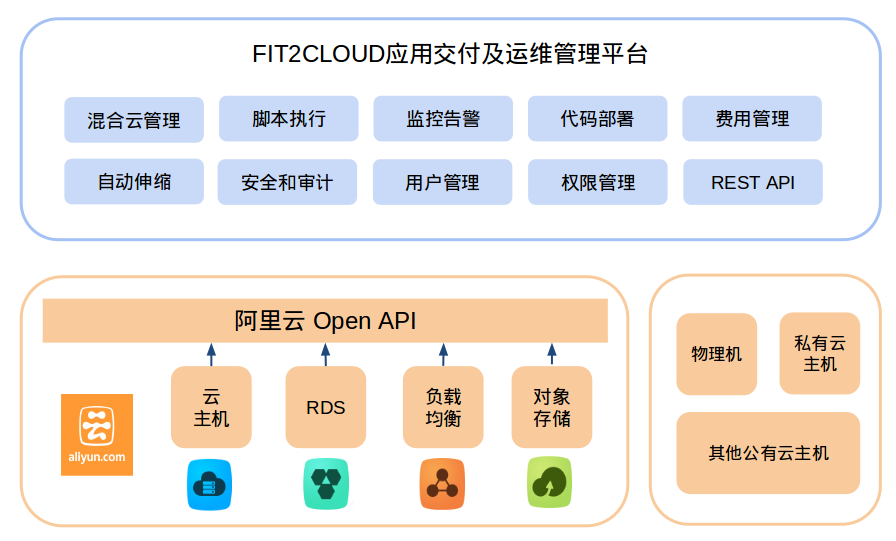 FIT2CLOUD应用交付及运维管理平台
混合云管理
脚本执行
监控告警
代码部署
费用管理
自动伸缩
安全和审计
用户管理
权限管理
REST API
阿里云 Open API
云
主机
RDS
负载
均衡
对象
存储
云
aliyun.com
物理机
私有云
主机
其他公有云主机